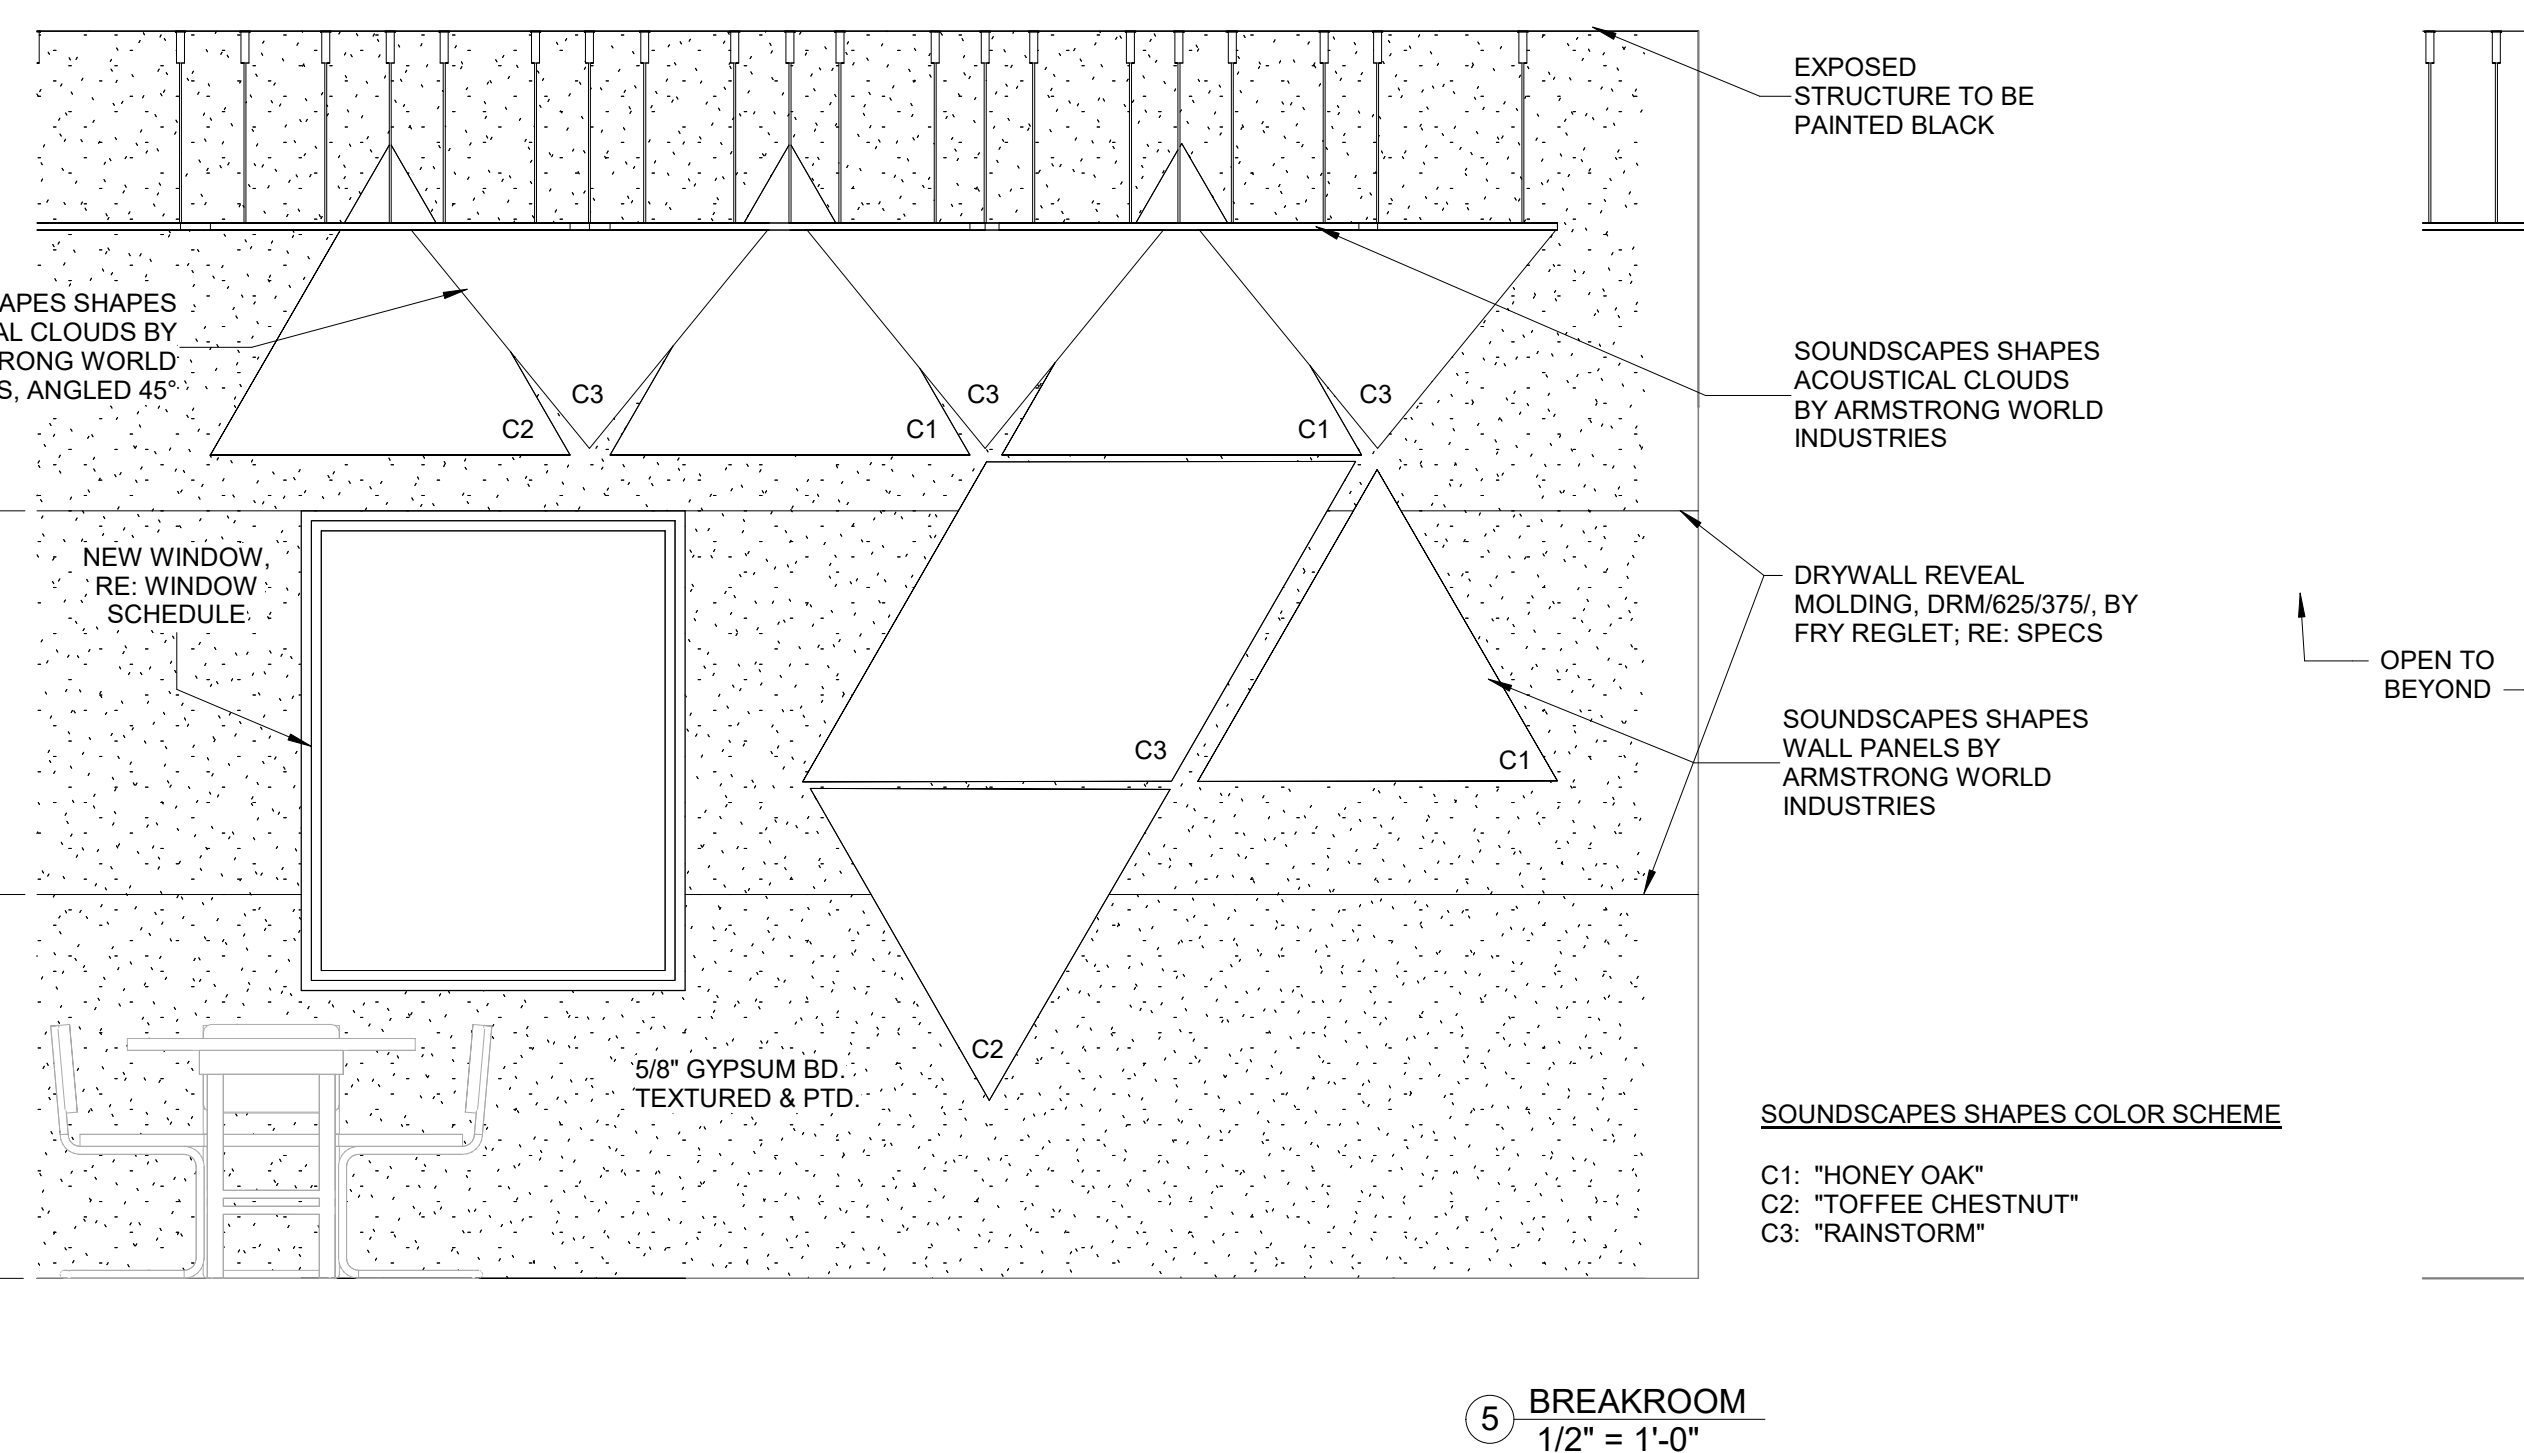 EXPOSED
STRUCTURE TO BE
PAINTED BLACK
APES SHAPES
AL CLOUDS BY
TRONG WORLD
S, ANGLED 45°
C3
C3
C3
C2
C1
C1
SOUNDSCAPES SHAPES
ACOUSTICAL CLOUDS
BY ARMSTRONG WORLD
INDUSTRIES
NEW WINDOW,
RE: WINDOW
SCHEDULE
DRYWALL REVEAL
MOLDING, DRM/625/375/, BY
FRY REGLET; RE: SPECS
OPEN TO
BEYOND
C3
C1
SOUNDSCAPES SHAPES
WALL PANELS BY
ARMSTRONG WORLD
INDUSTRIES
C2
5/8" GYPSUM BD.
TEXTURED & PTD.
SOUNDSCAPES SHAPES COLOR SCHEME
C1: "HONEY OAK"
C2: "TOFFEE CHESTNUT"
C3: "RAINSTORM"
5 BREAKROOM
1/2" = 1'-0"